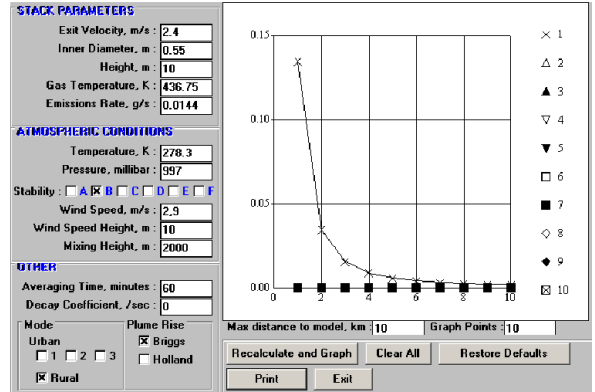 STACK PARAMETERS
Exit Velocity, m/s : 2.4
Inner Diameter, m : 0.55
Height, m : 10
Gas Temperature, K : 436.75
Emissions Rate, g/s : 0.0144
ATMOSPHERIC CONDITIONS
Temperature, K : 278.3
Pressure, millibar : 997
Stability : A B C D E F
Wind Speed, m/s : 2.9
Wind Speed Height, m : 10
Mixing Height, m : 2000
OTHER
Averaging Time, minutes : 60
Decay Coefficient, /sec : 0
Mode
Urban
1 2 3
Rural
Plume Rise
Briggs
Holland
0.15
0.10
0.05
0.00
0 2 4 6 8 10
1
2
3
4
5
6
7
8
9
10
Max distance to model, km : 10 Graph Points : 10
Recalculate and Graph Clear All Restore Defaults
Print Exit